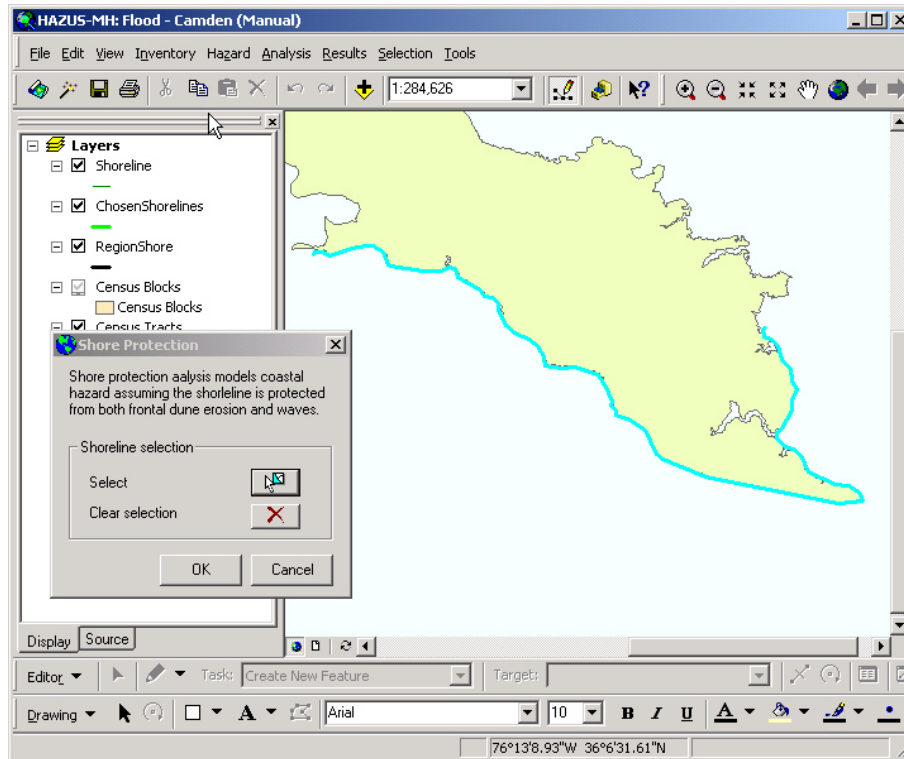 HAZUS-MH: Flood - Camden (Manual)
File Edit View Inventory Hazard Analysis Results Selection Tools
1:284,626
Layers
Shoreline
ChosenShorelines
RegionShore
Census Blocks
Census Blocks
Census Tracts
Shore Protection
Shore protection aalysis models coastal
hazard assuming the shorleline is protected
from both frontal dune erosion and waves.
Shoreline selection
Select
Clear selection
OK Cancel
Display Source
Editor Task: Create New Feature Target:
Drawing A Arial 10 B I U A
76°13'8.93"W 36°6'31.61"N